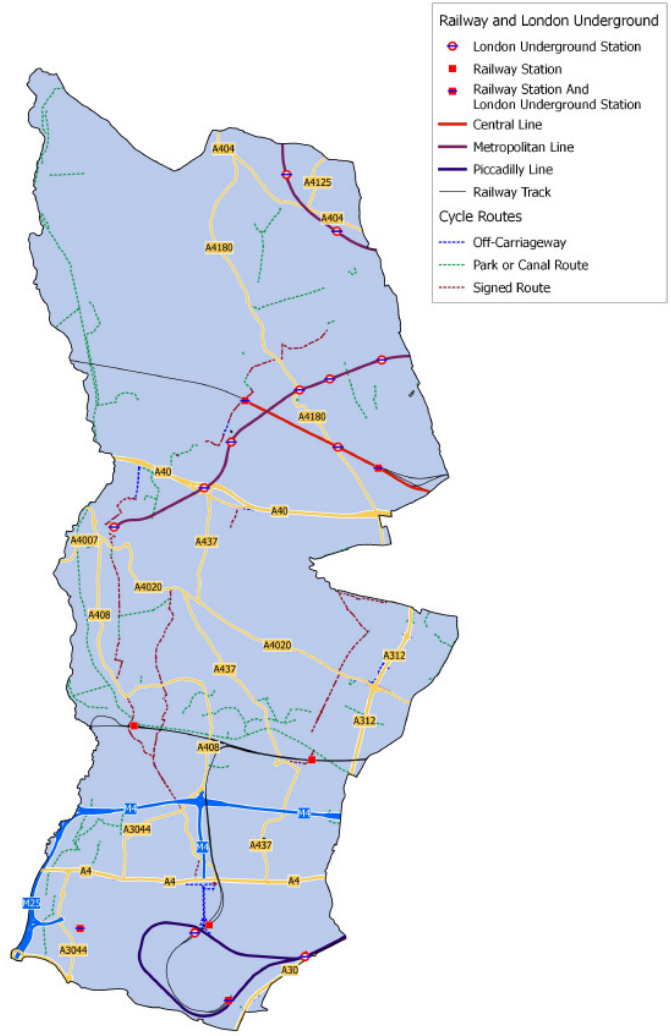 Railway and London Underground
London Underground Station
Railway Station
Railway Station And
London Underground Station
Central Line
Metropolitan Line
Piccadilly Line
Railway Track
Cycle Routes
Off-Carriageway
Park or Canal Route
Signed Route
A404
A4125
A404
A4180
A4180
A40
A40
A4007
A437
A4020
A408
A4020
A312
A437
A312
A408
M4
M4
A3044
A437
M4
A4
A4
A4
M25
A3044
A30